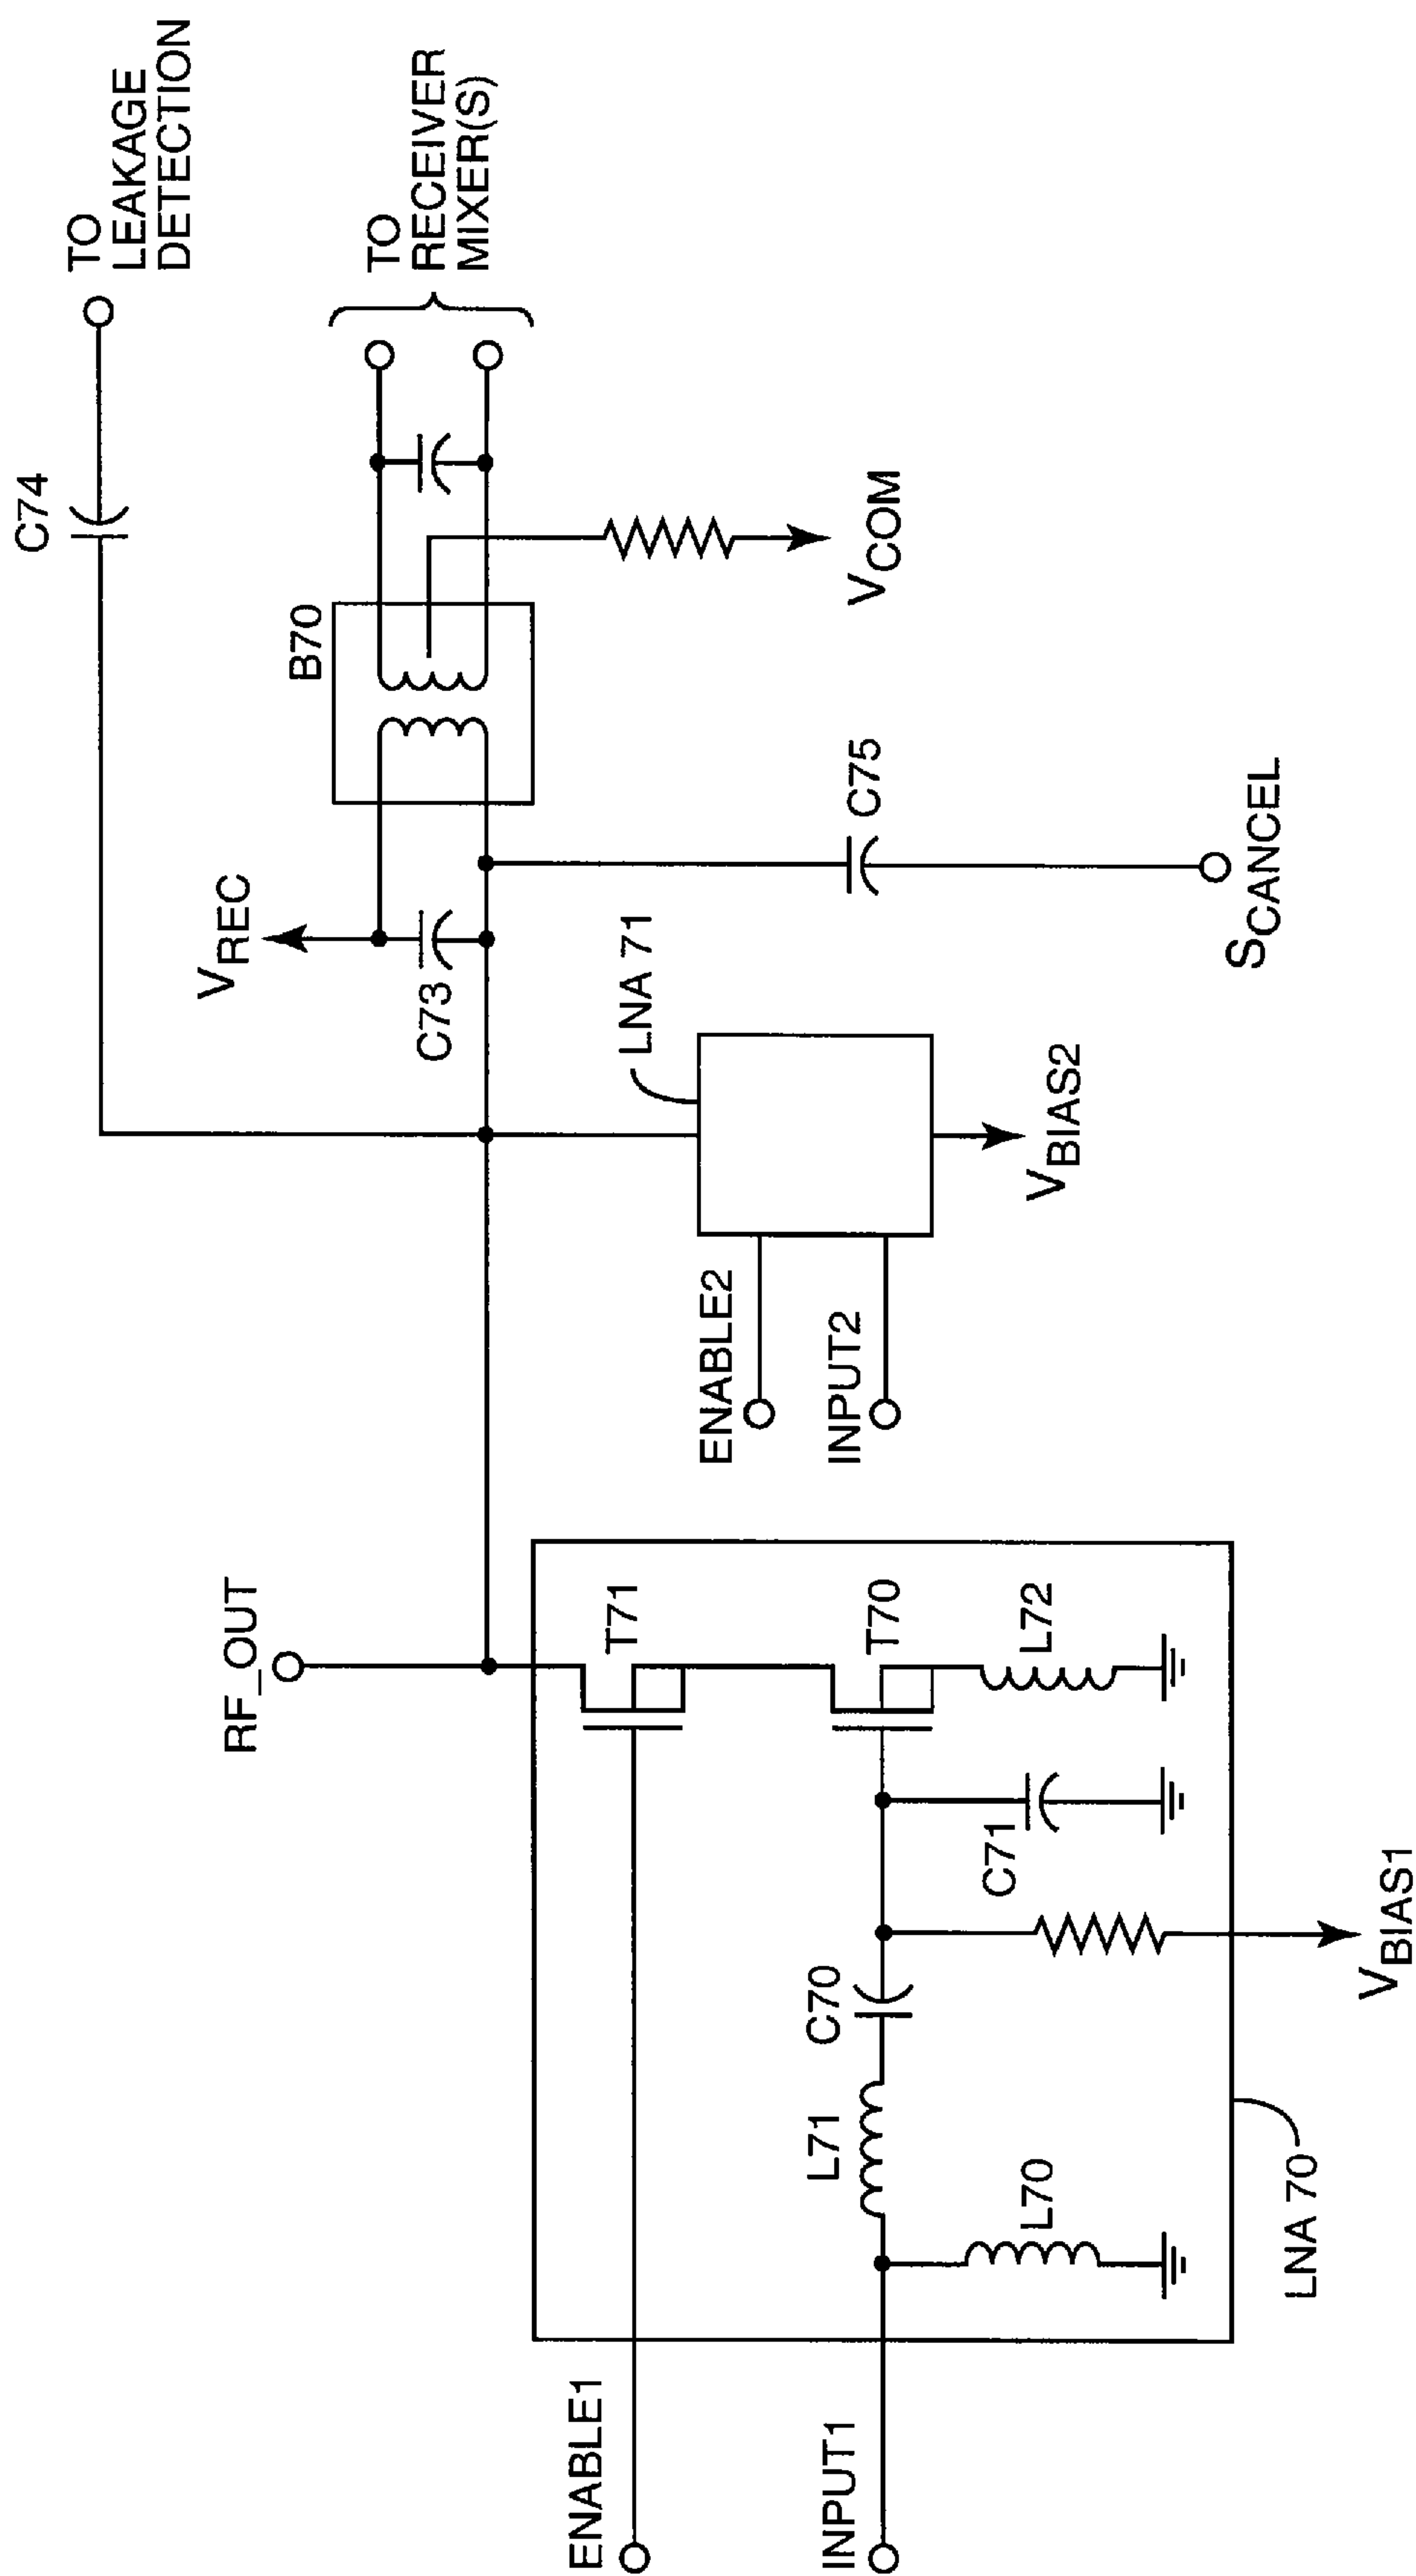 C74
TO
LEAKAGE
DETECTION
B70
TO
RECEIVER
MIXER(S)
VREC
C73
VCOM
C75
SCANCEL
LNA 71
ENABLE2
INPUT2
VBIAS2
RF_OUT
T71
T70
L72
ENABLE1
INPUT1
L71
C70
C71
L70
VBIAS1
LNA 70